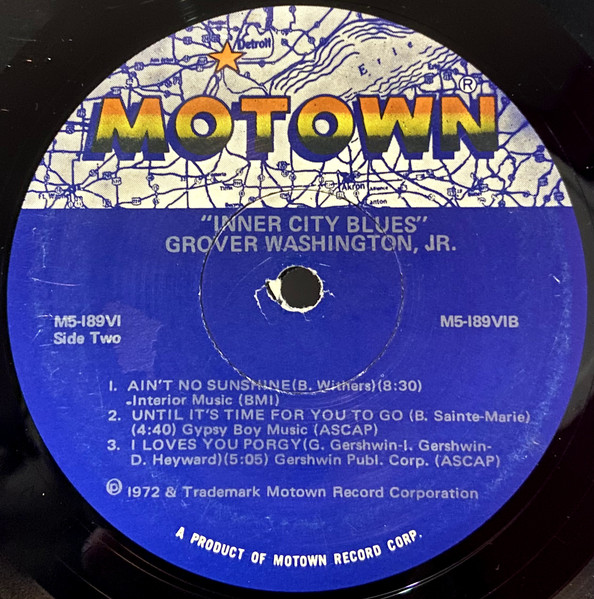 Detroit
Erie
MOTOWN®
Akron
"INNER CITY BLUES"
GROVER WASHINGTON, JR.
M5-189V1
Side Two
M5-189V1B
1. AIN'T NO SUNSHINE(B. Withers)(8:30)
-Interior Music (BMI)
2. UNTIL IT'S TIME FOR YOU TO GO (B. Sainte-Marie)
(4:40) Gypsy Boy Music (ASCAP)
3. I LOVES YOU PORGY(G. Gershwin-I. Gershwin-
D. Heyward)(5:05) Gershwin Publ. Corp. (ASCAP)
℗ 1972 & Trademark Motown Record Corporation
A PRODUCT OF MOTOWN RECORD CORP.